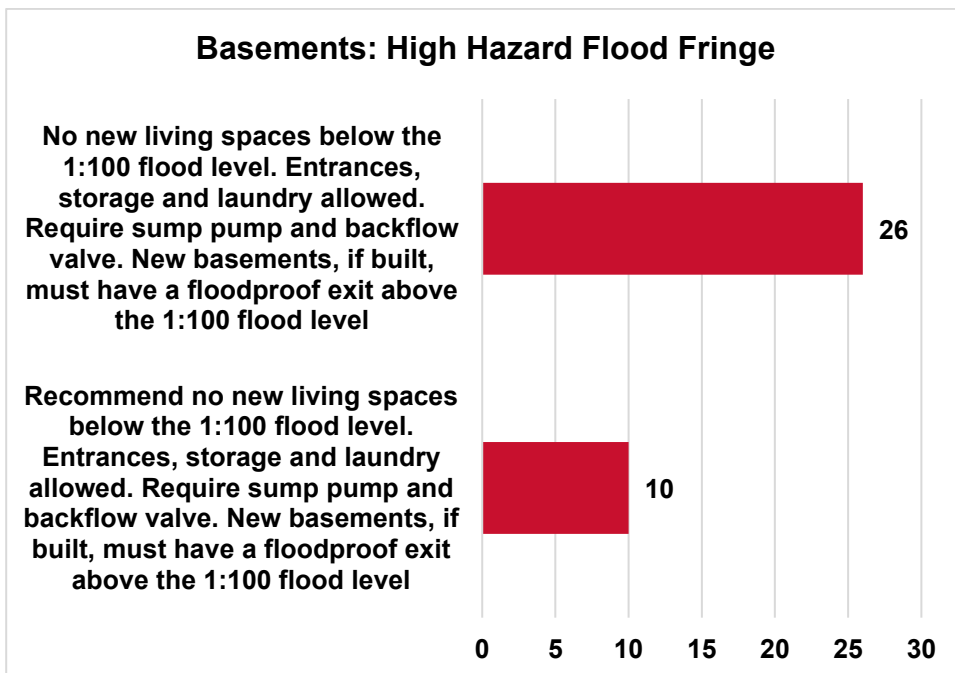 Basements: High Hazard Flood Fringe
No new living spaces below the
1:100 flood level. Entrances,
storage and laundry allowed.
Require sump pump and backflow
valve. New basements, if built,
must have a floodproof exit above
the 1:100 flood level
26
Recommend no new living spaces
below the 1:100 flood level.
Entrances, storage and laundry
allowed. Require sump pump and
backflow valve. New basements, if
built, must have a floodproof exit
above the 1:100 flood level
10
0 5 10 15 20 25 30